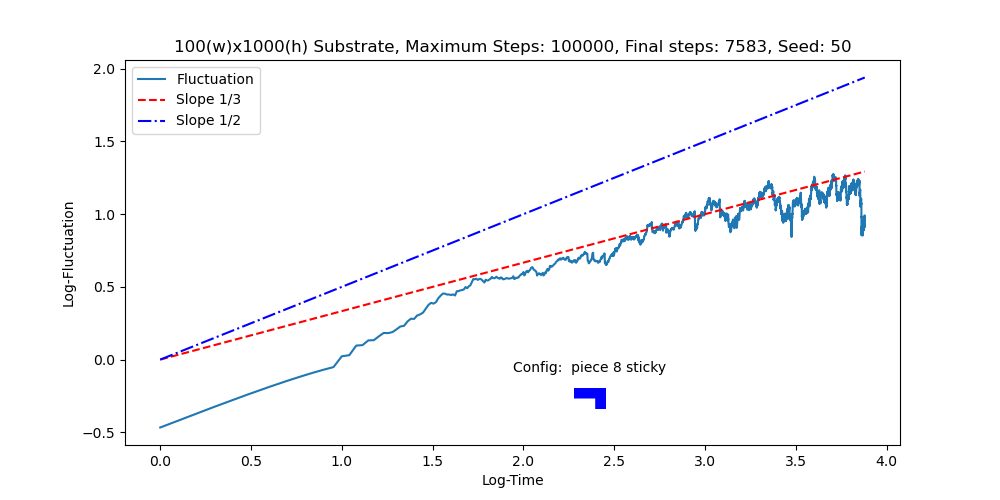 100(w)x1000(h) Substrate, Maximum Steps: 100000, Final steps: 7583, Seed: 50
2.0
1.5
1.0
0.5
0.0
−0.5
Log-Fluctuation
Fluctuation
Slope 1/3
Slope 1/2
Config:  piece 8 sticky
0.0 0.5 1.0 1.5 2.0 2.5 3.0 3.5 4.0
Log-Time